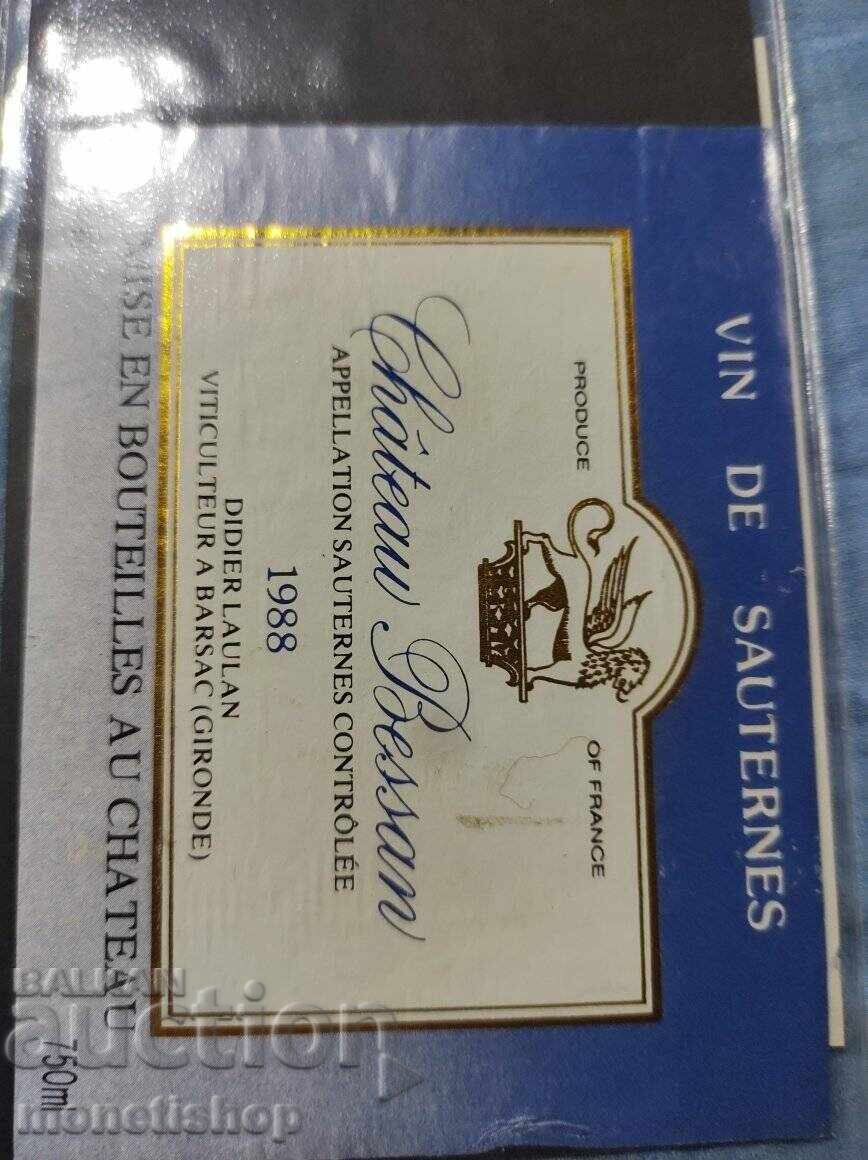 VIN DE SAUTERNES
PRODUCE OF FRANCE
Château Bessan
APPELLATION SAUTERNES CONTRÔLÉE
1988
DIDIER LAULAN
VITICULTEUR A BARSAC (GIRONDE)
MISE EN BOUTEILLES AU CHATEAU
750ml
BALKAN
auction
monetishop